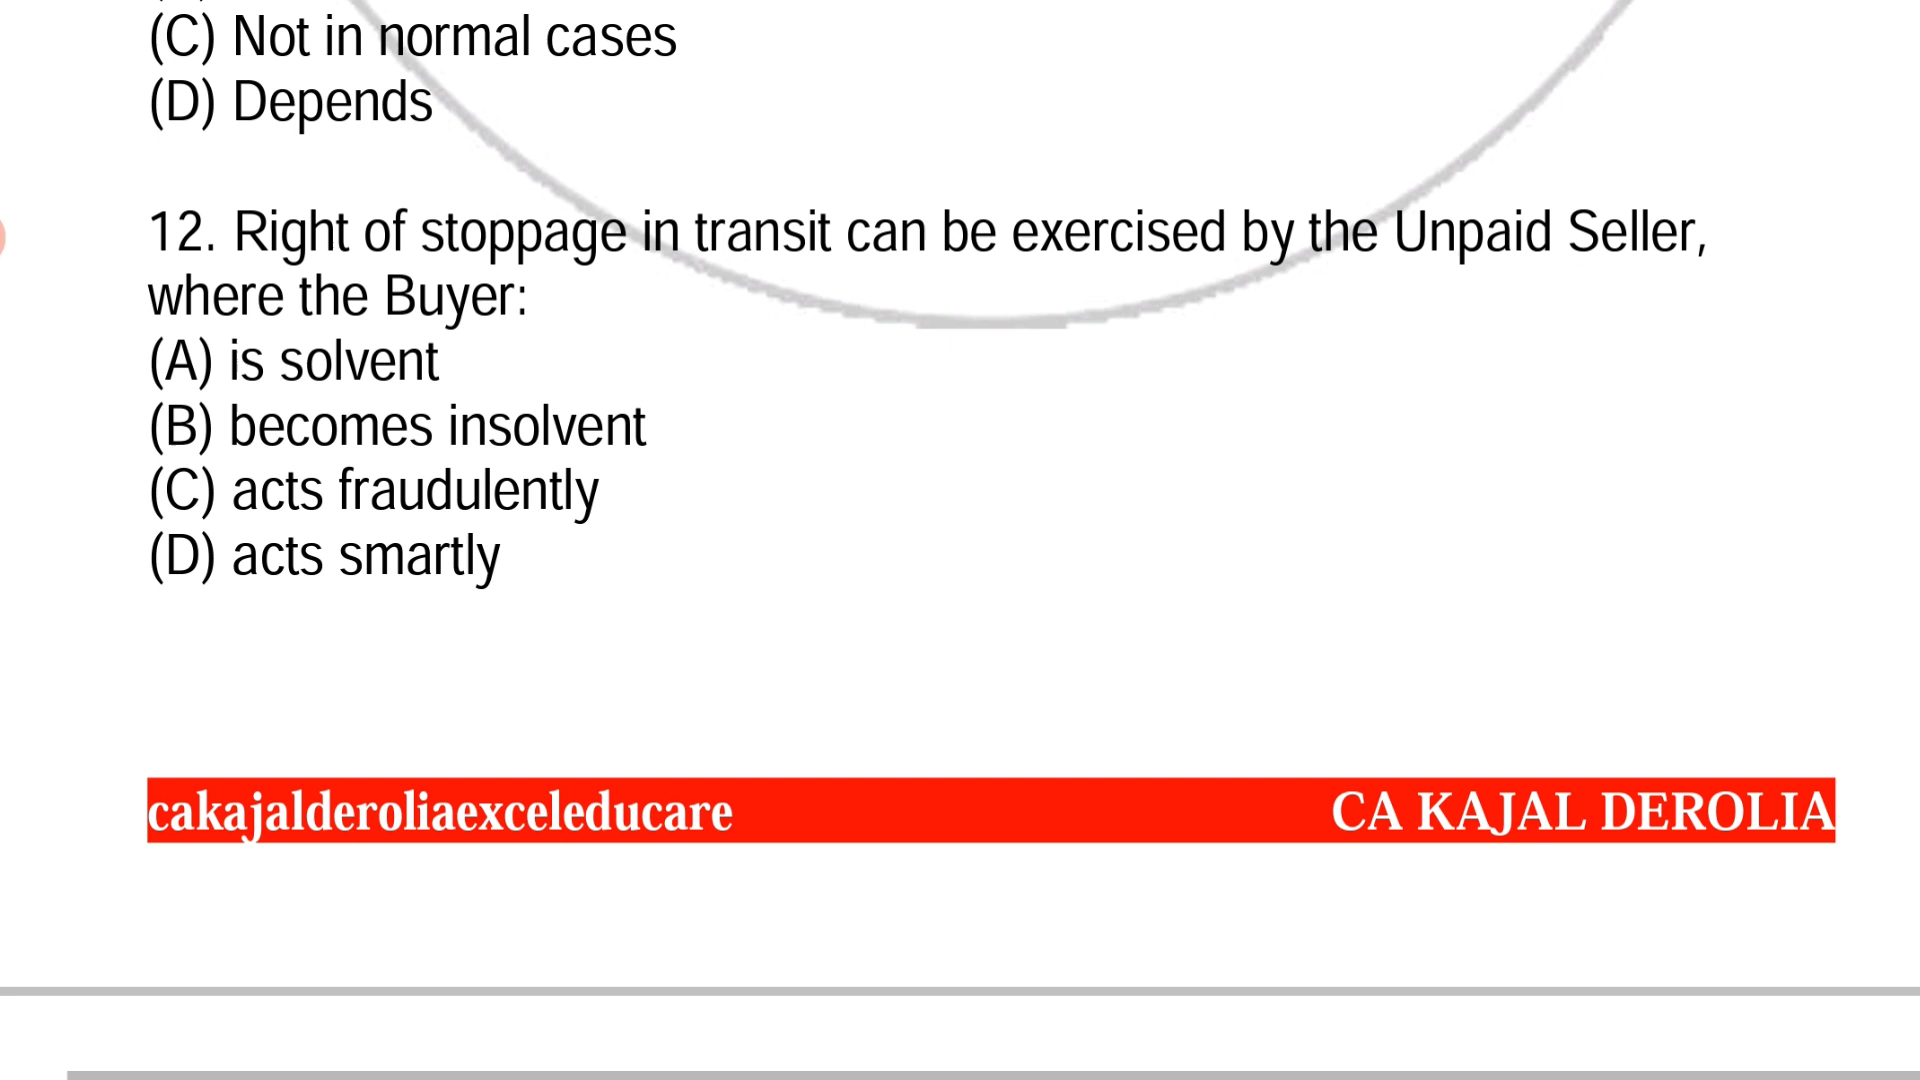 (C) Not in normal cases
(D) Depends
12. Right of stoppage in transit can be exercised by the Unpaid Seller,
where the Buyer:
(A) is solvent
(B) becomes insolvent
(C) acts fraudulently
(D) acts smartly
cakajalderoliaexceleducare CA KAJAL DEROLIA